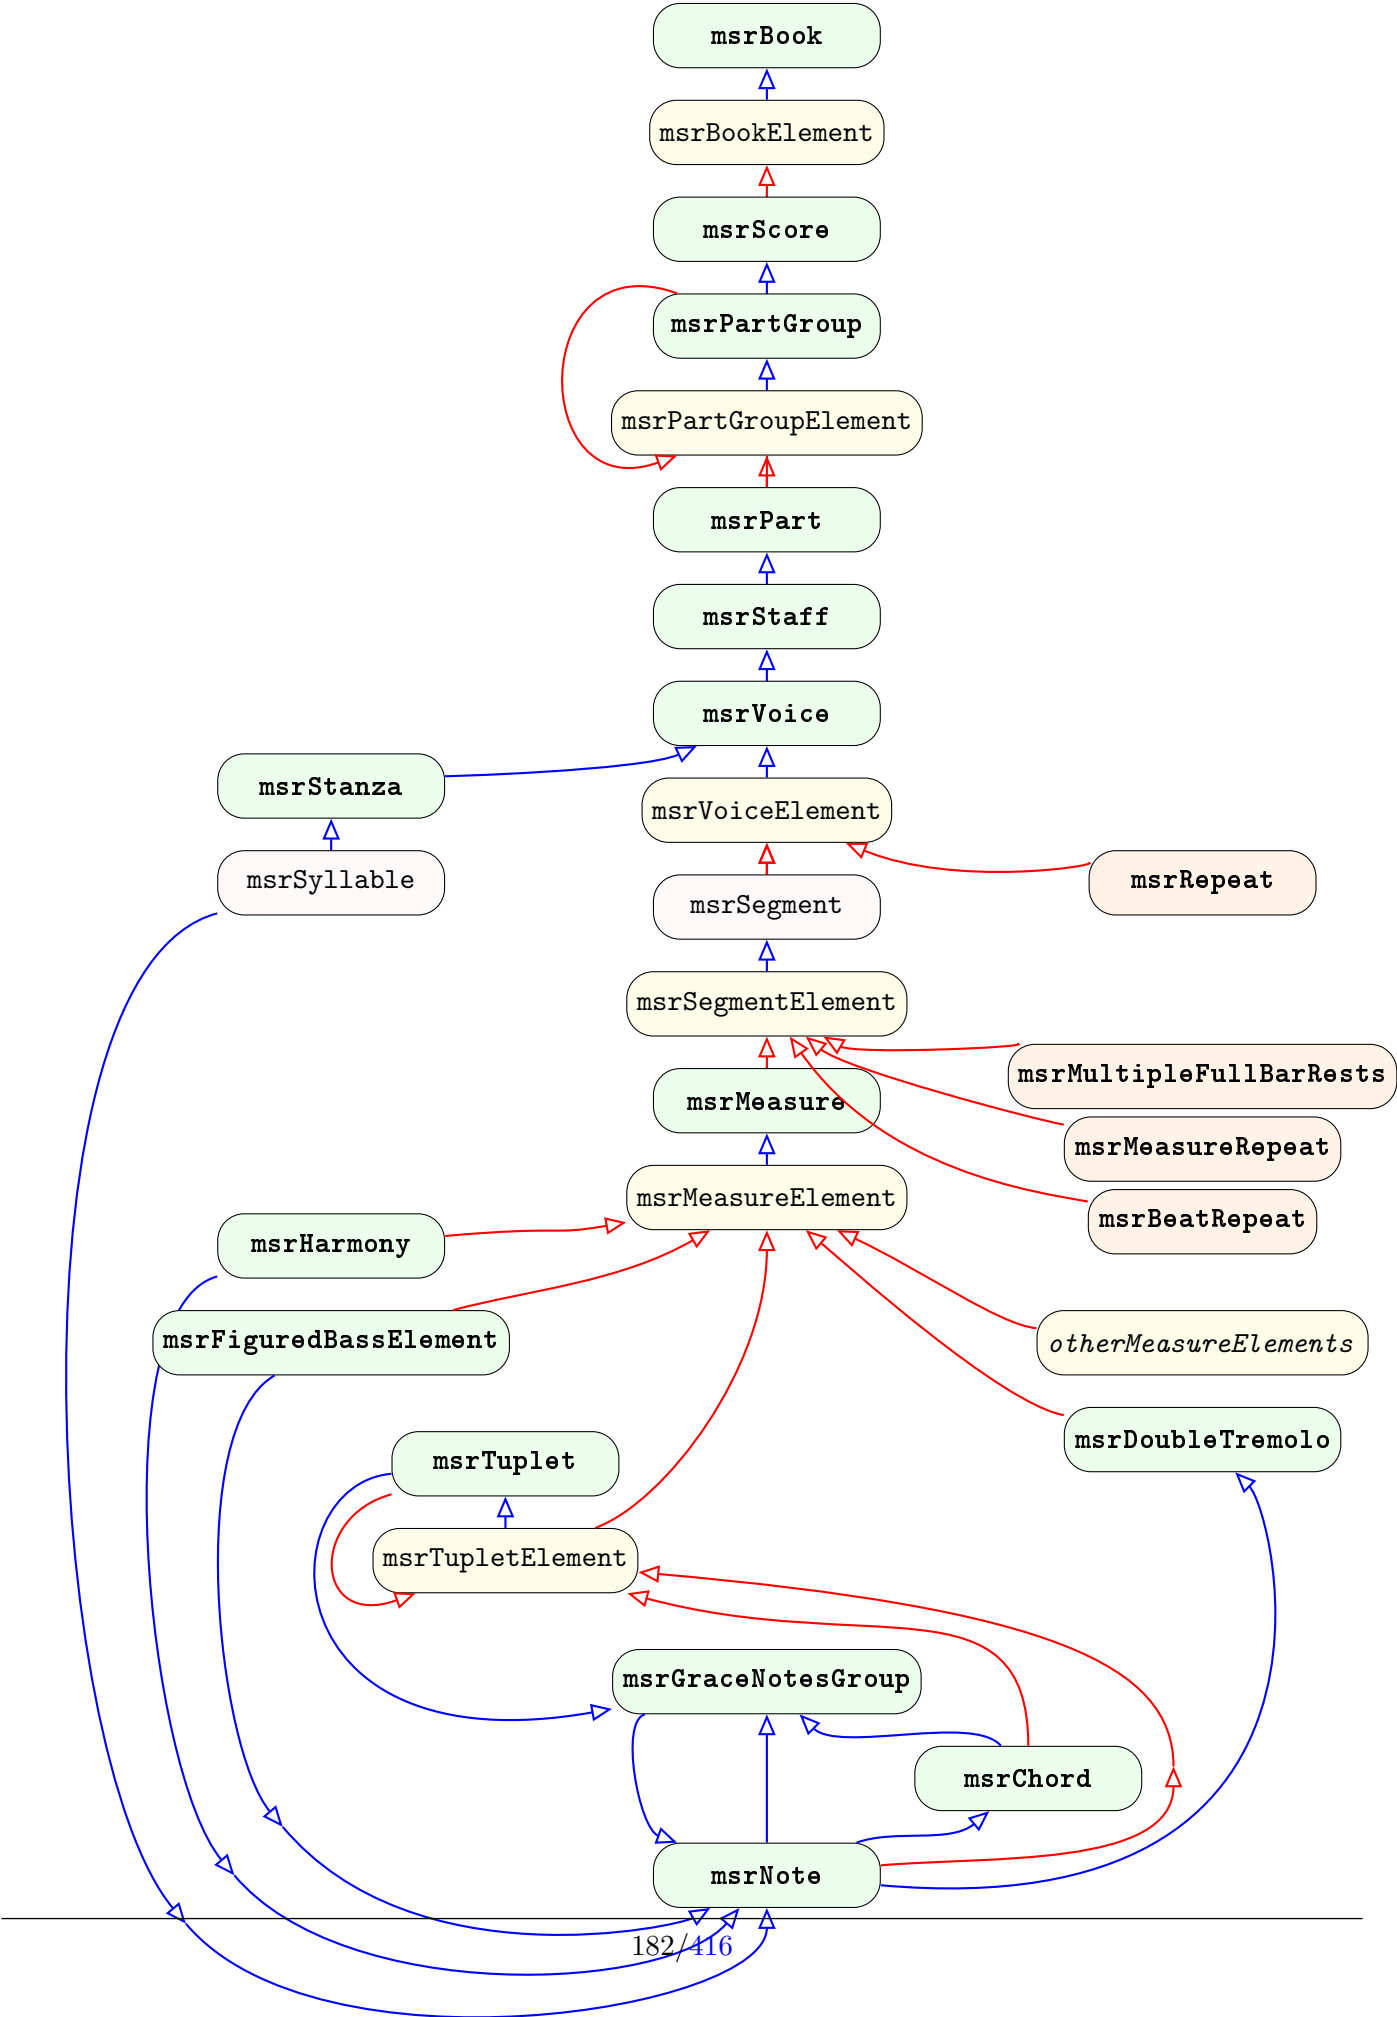 msrBook
msrBookElement
msrScore
msrPartGroup
msrPartGroupElement
msrPart
msrStaff
msrVoice
msrStanza
msrVoiceElement
msrSyllable
msrRepeat
msrSegment
msrSegmentElement
msrMultipleFullBarRests
msrMeasure
msrMeasureRepeat
msrMeasureElement
msrBeatRepeat
msrHarmony
msrFiguredBassElement
otherMeasureElements
msrDoubleTremolo
msrTuplet
msrTupletElement
msrGraceNotesGroup
msrChord
msrNote
182/416